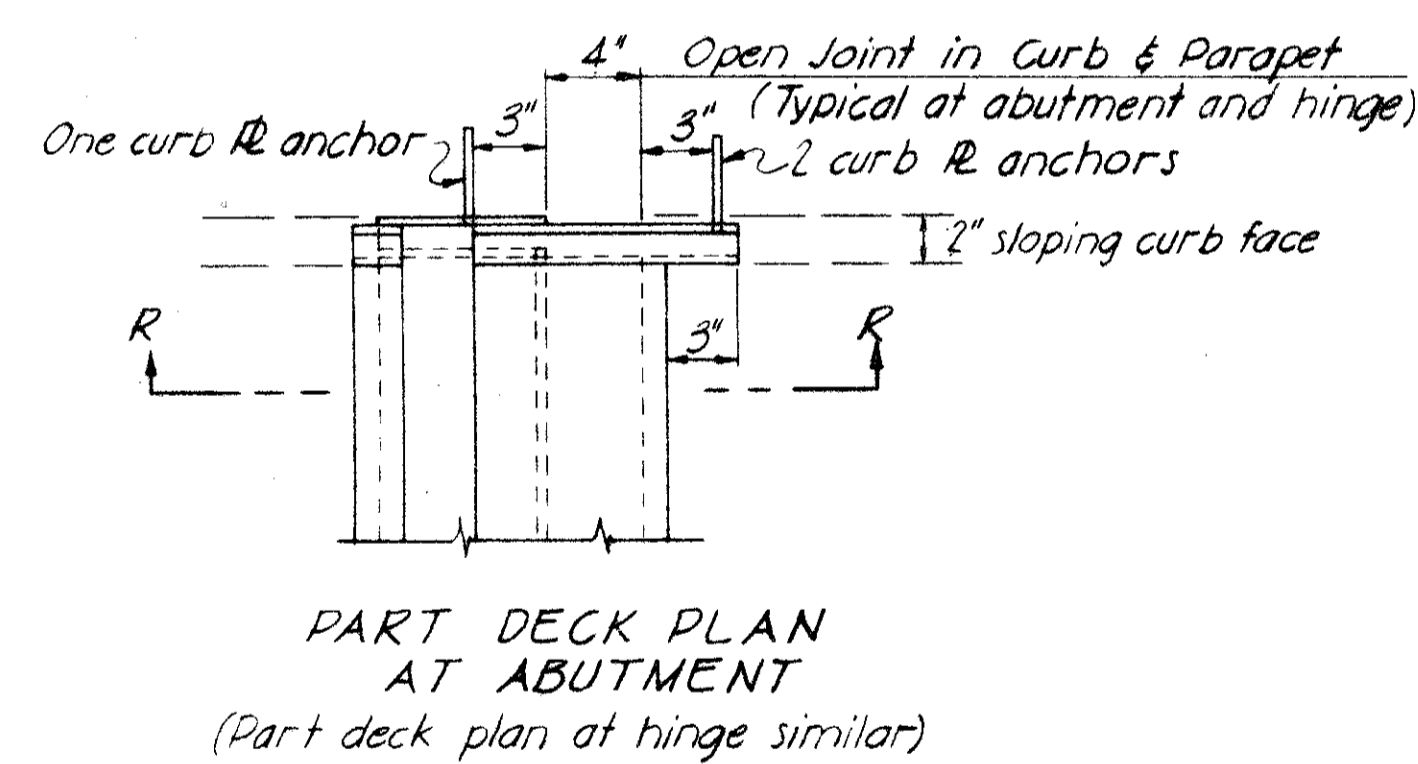 4" Open Joint in Curb & Parapet
(Typical at abutment and hinge)
One curb ℄ anchor
3"
3"
2 curb ℄ anchors
2" sloping curb face
R
R
3"
PART DECK PLAN
AT ABUTMENT
(Part deck plan at hinge similar)